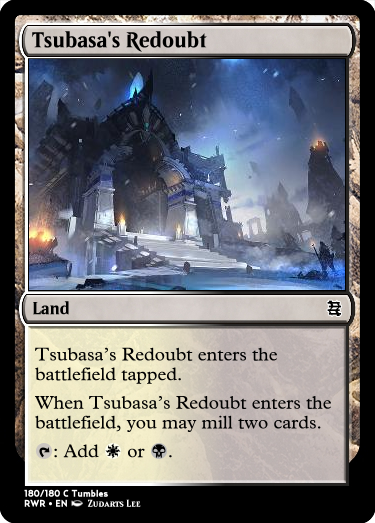 Tsubasa's Redoubt
Land
Tsubasa's Redoubt enters the
battlefield tapped.
When Tsubasa's Redoubt enters the
battlefield, you may mill two cards.
: Add or .
180/180 C Tumbles
RWR • EN Zudarts Lee